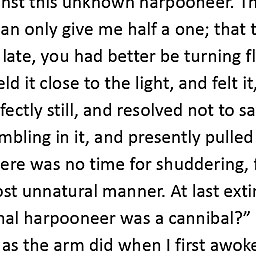 nst this unknown harpooneer. Th
an only give me half a one; that t
late, you had better be turning fl
eld it close to the light, and felt it,
fectly still, and resolved not to sa
mbling in it, and presently pulled
ere was no time for shuddering, f
ost unnatural manner. At last extin
nal harpooneer was a cannibal?”
as the arm did when I first awoke